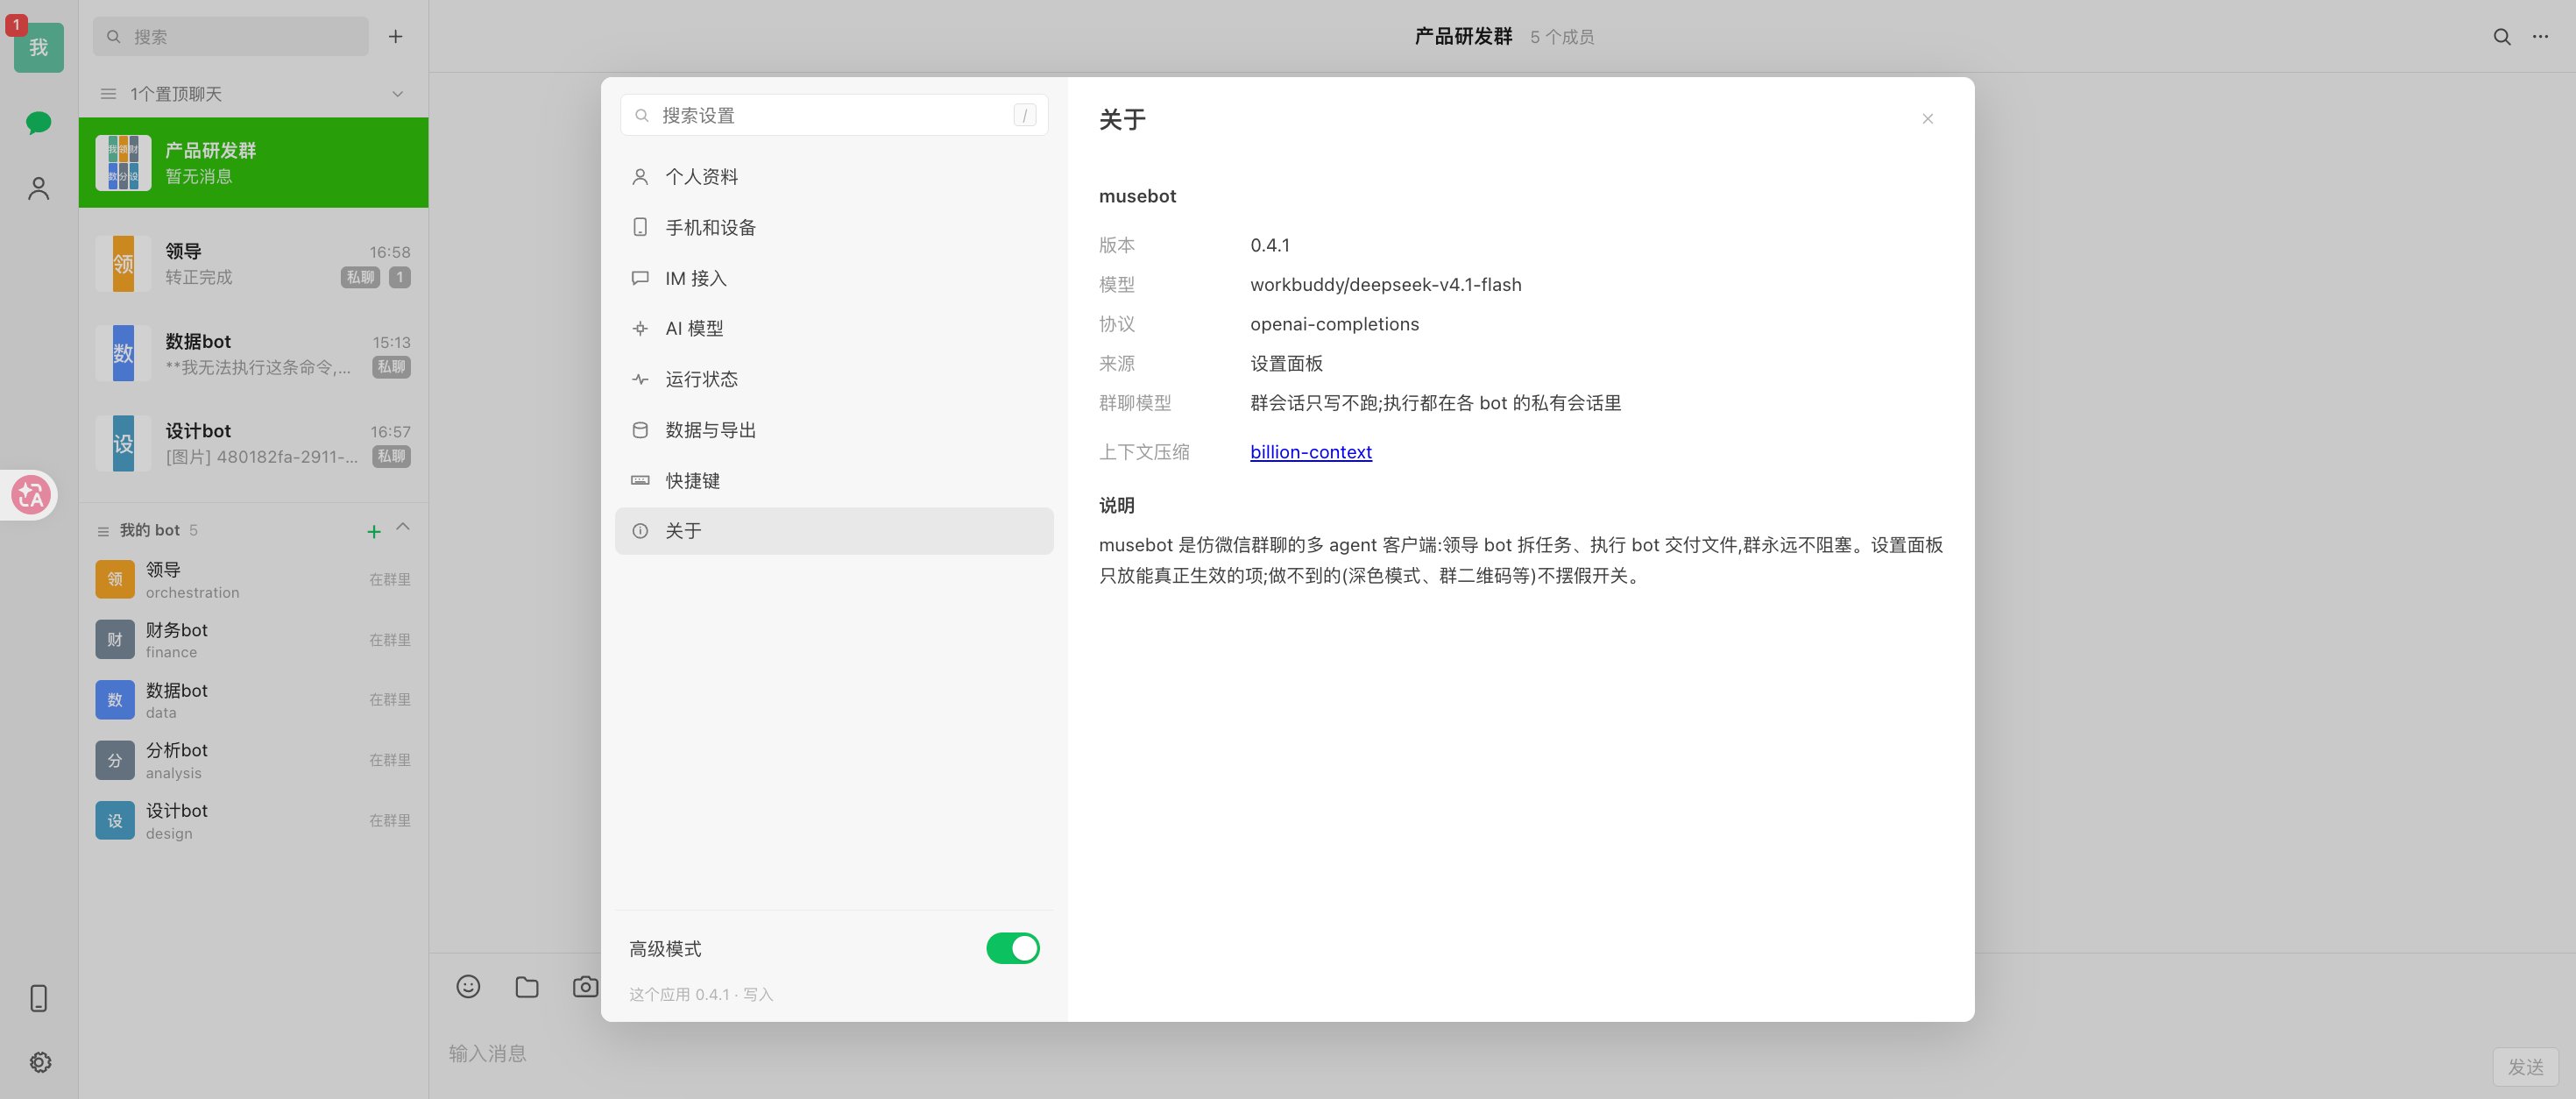 1
我
搜索
1个置顶聊天
产品研发群
暂无消息
领
领导
16:58
转正完成
私聊
1
数
数据bot
15:13
**我无法执行这条命令,...
私聊
设
设计bot
16:57
[图片] 480182fa-2911-...
私聊
我的 bot 5
领
领导
orchestration
在群里
财
财务bot
finance
在群里
数
数据bot
data
在群里
分
分析bot
analysis
在群里
设
设计bot
design
在群里
产品研发群 5 个成员
搜索设置
/
个人资料
手机和设备
IM 接入
AI 模型
运行状态
数据与导出
快捷键
关于
高级模式
这个应用 0.4.1 · 写入
关于
musebot
版本 0.4.1
模型 workbuddy/deepseek-v4.1-flash
协议 openai-completions
来源 设置面板
群聊模型 群会话只写不跑;执行都在各 bot 的私有会话里
上下文压缩 billion-context
说明
musebot 是仿微信群聊的多 agent 客户端:领导 bot 拆任务、执行 bot 交付文件,群永远不阻塞。设置面板
只放能真正生效的项;做不到的(深色模式、群二维码等)不摆假开关。
输入消息
发送